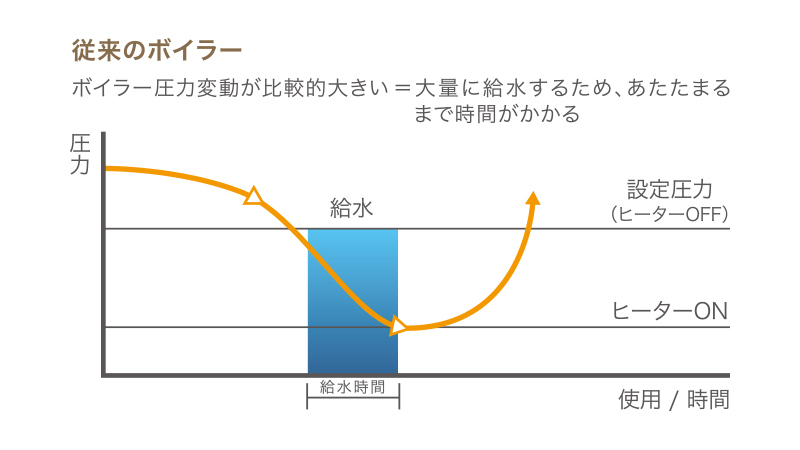 従来のボイラー
ボイラー圧力変動が比較的大きい＝大量に給水するため、あたたまる
まで時間がかかる
圧力
給水
設定圧力
（ヒーターOFF）
ヒーターON
給水時間
使用 / 時間